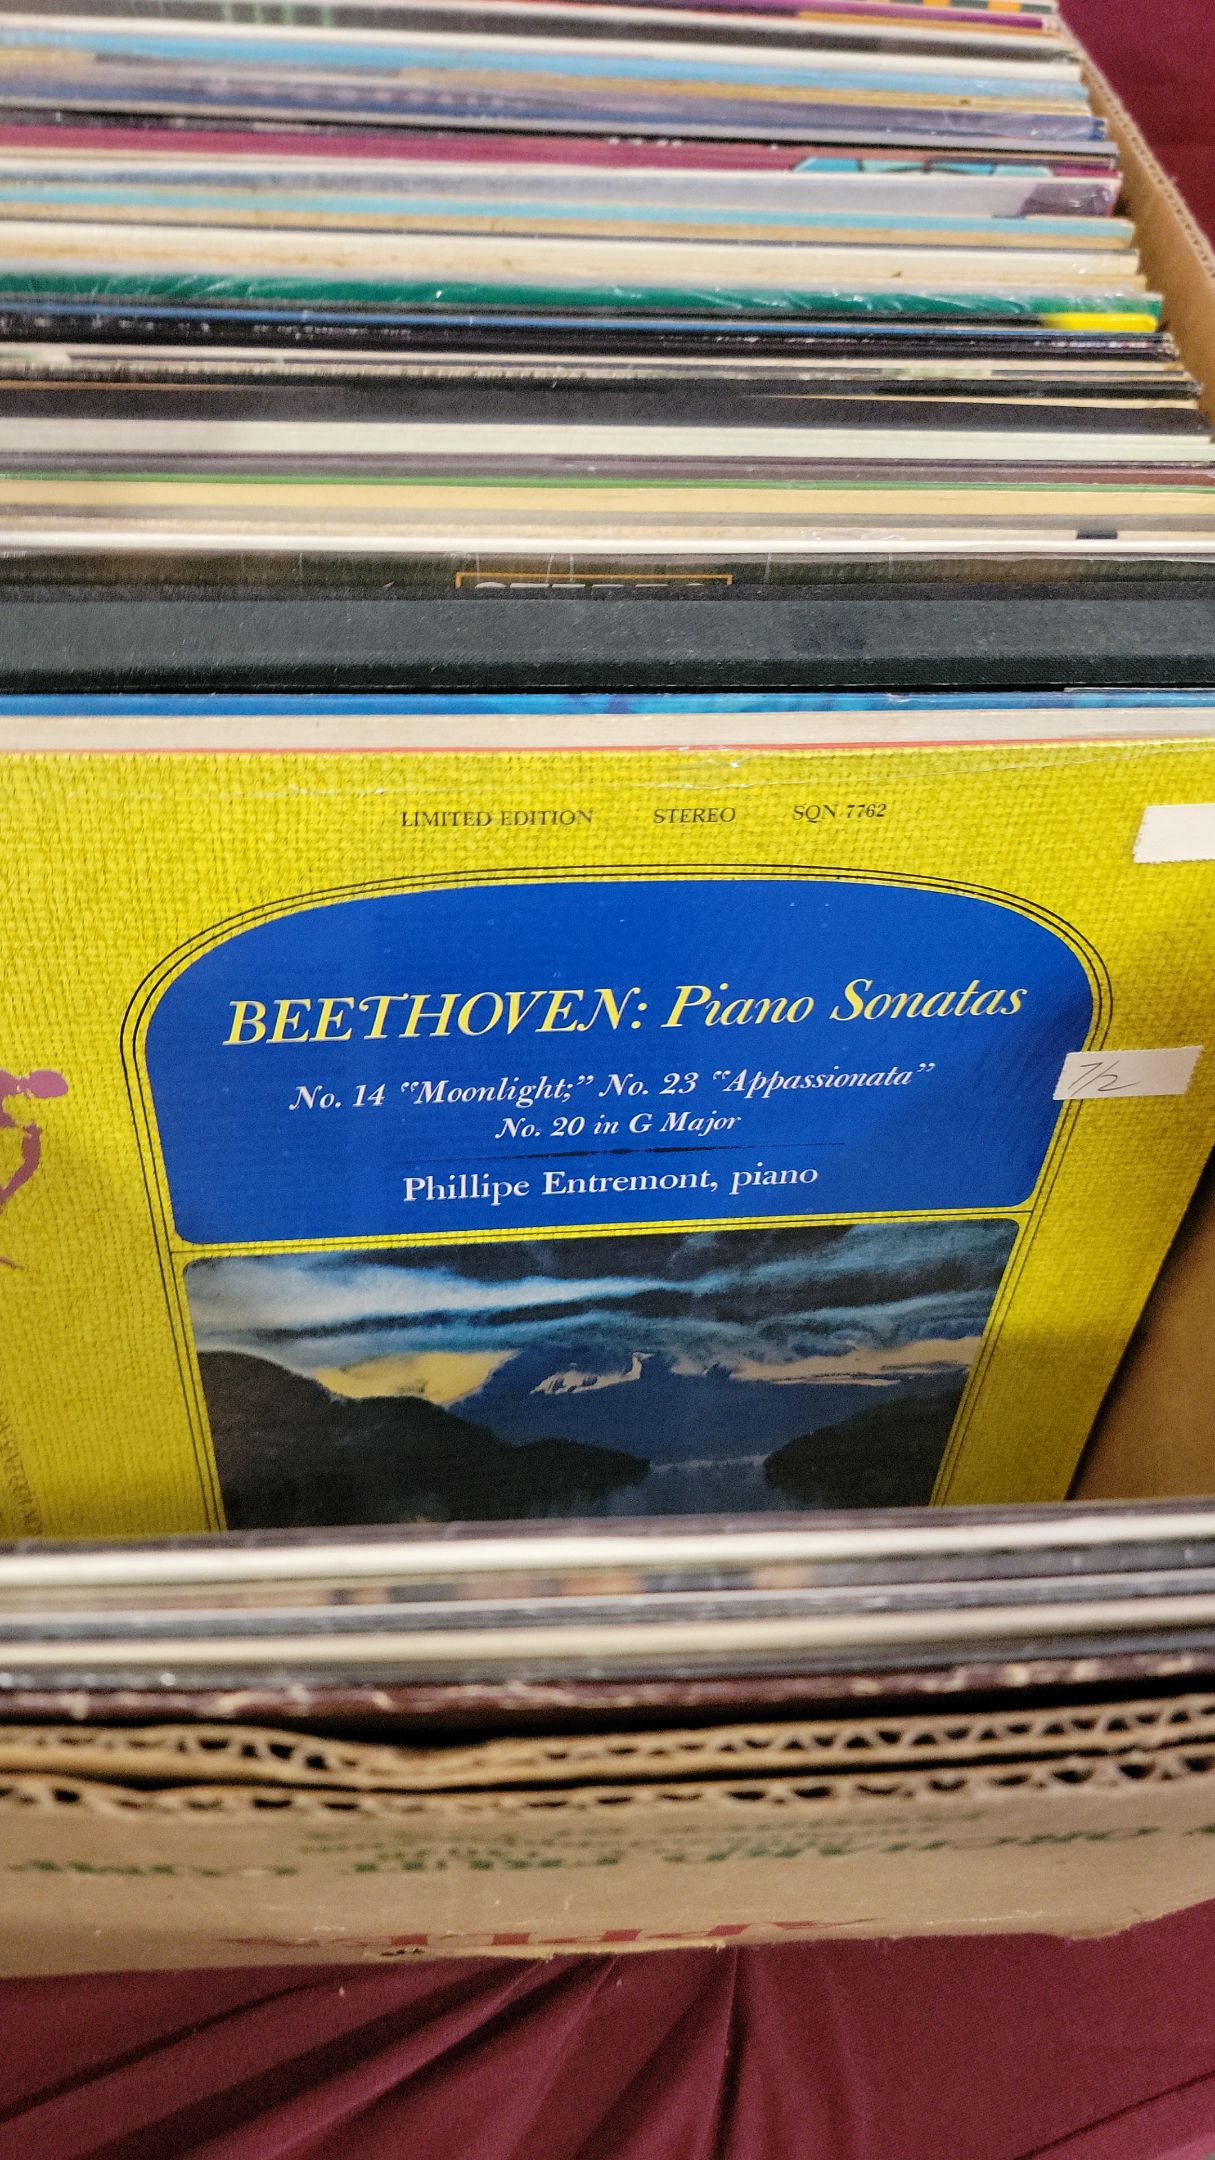 LIMITED EDITION STEREO SQN 7762
BEETHOVEN: Piano Sonatas
No. 14 “Moonlight;” No. 23 “Appassionata”
No. 20 in G Major
Phillipe Entremont, piano
7/2